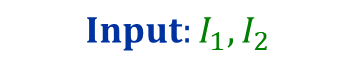 Input: I₁, I₂